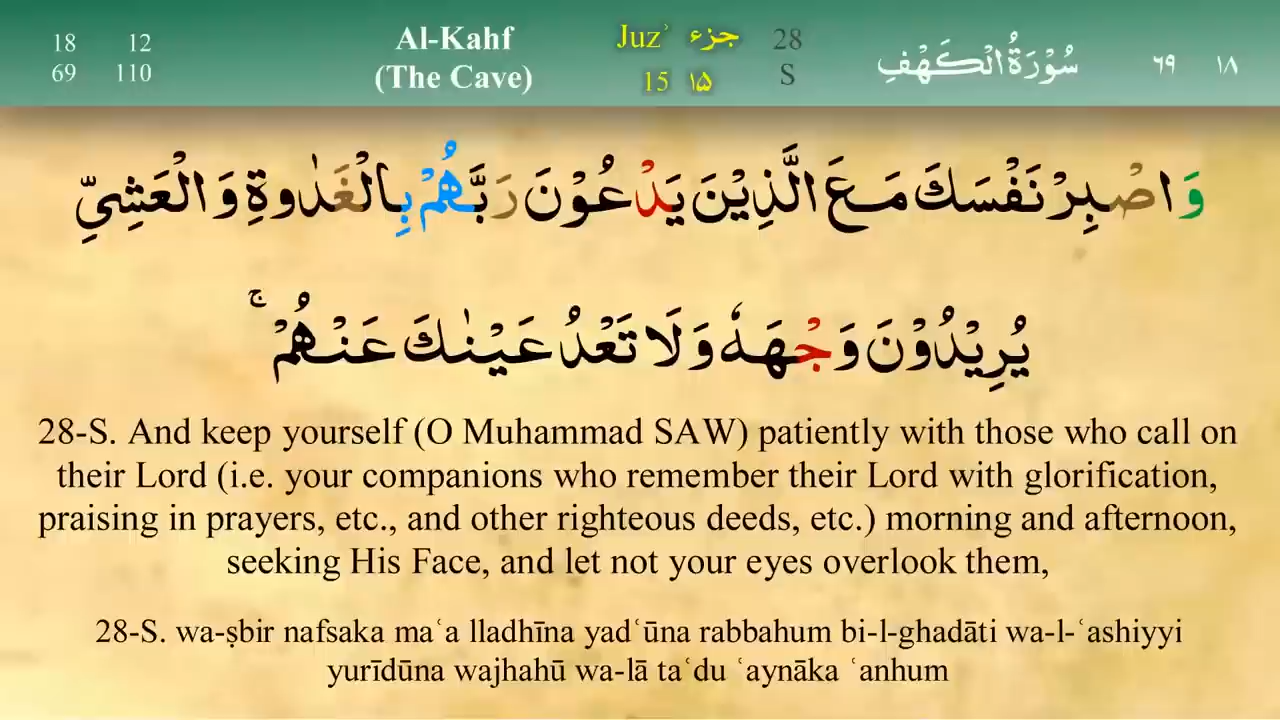 18 12 Al-Kahf Juzʾ جزء 28 سُوْرَةُ الْكَهْفِ ٦٩ ١٨
69 110 (The Cave) 15 ۱۵ S
وَاصْبِرْ نَفْسَكَ مَعَ الَّذِيْنَ يَدْعُوْنَ رَبَّهُمْ بِالْغَدٰوةِ وَالْعَشِيِّ
يُرِيْدُوْنَ وَجْهَهٗ وَلَا تَعْدُ عَيْنٰكَ عَنْهُمْ ۚ
28-S. And keep yourself (O Muhammad SAW) patiently with those who call on
their Lord (i.e. your companions who remember their Lord with glorification,
praising in prayers, etc., and other righteous deeds, etc.) morning and afternoon,
seeking His Face, and let not your eyes overlook them,
28-S. wa-ṣbir nafsaka maʿa lladhīna yadʿūna rabbahum bi-l-ghadāti wa-l-ʿashiyyi
yurīdūna wajhahū wa-lā taʿdu ʿaynāka ʿanhum